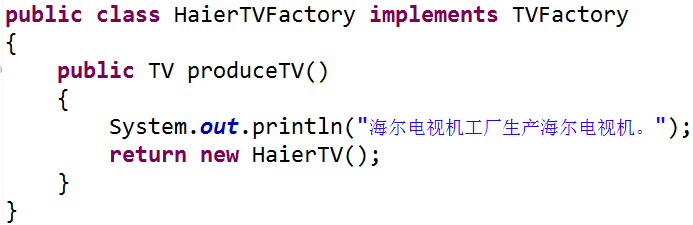 public class HaierTVFactory implements TVFactory
{
    public TV produceTV()
    {
        System.out.println("海尔电视机工厂生产海尔电视机。");
        return new HaierTV();
    }
}